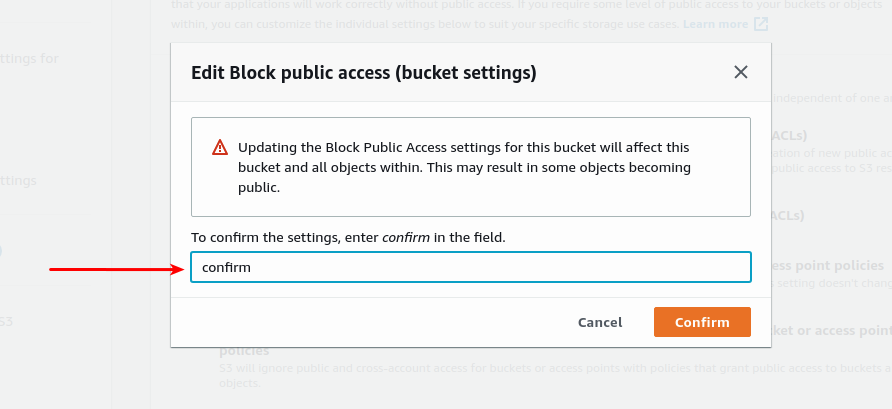 that your applications will work correctly without public access. If you require some level of public access to your buckets or objects
within, you can customize the individual settings below to suit your specific storage use cases. Learn more
ttings for
Edit Block public access (bucket settings)
independent of one
ACLs)
Updating the Block Public Access settings for this bucket will affect this
bucket and all objects within. This may result in some objects becoming
public.
ation of new public
public access to S3
ttings
ACLs)
To confirm the settings, enter confirm in the field.
confirm
ess point policies
setting doesn't
S3
Cancel
Confirm
ket or access point
policies
S3 will ignore public and cross-account access for buckets or access points with policies that grant public access to buckets
objects.